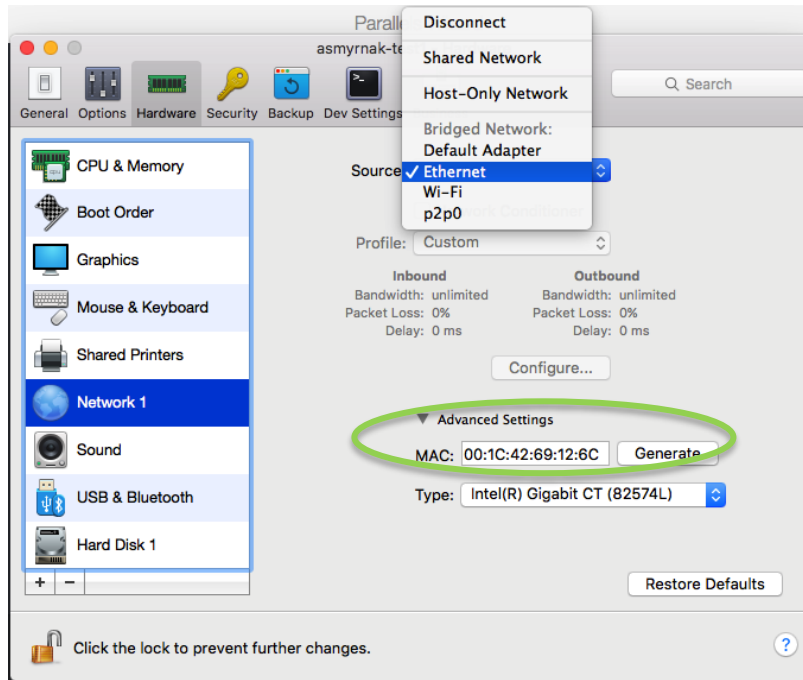 Parall
asmyrnak-te
Disconnect
Shared Network
Host-Only Network
Bridged Network:
Default Adapter
Ethernet
Wi-Fi
p2p0
Search
General Options Hardware Security Backup Dev Settings
CPU & Memory
Boot Order
Graphics
Mouse & Keyboard
Shared Printers
Network 1
Sound
USB & Bluetooth
Hard Disk 1
+ −
Source
Conditioner
Profile: Custom
Inbound Outbound
Bandwidth: unlimited Bandwidth: unlimited
Packet Loss: 0% Packet Loss: 0%
Delay: 0 ms Delay: 0 ms
Configure...
Advanced Settings
MAC: 00:1C:42:69:12:6C Generate
Type: Intel(R) Gigabit CT (82574L)
Restore Defaults
Click the lock to prevent further changes.
?